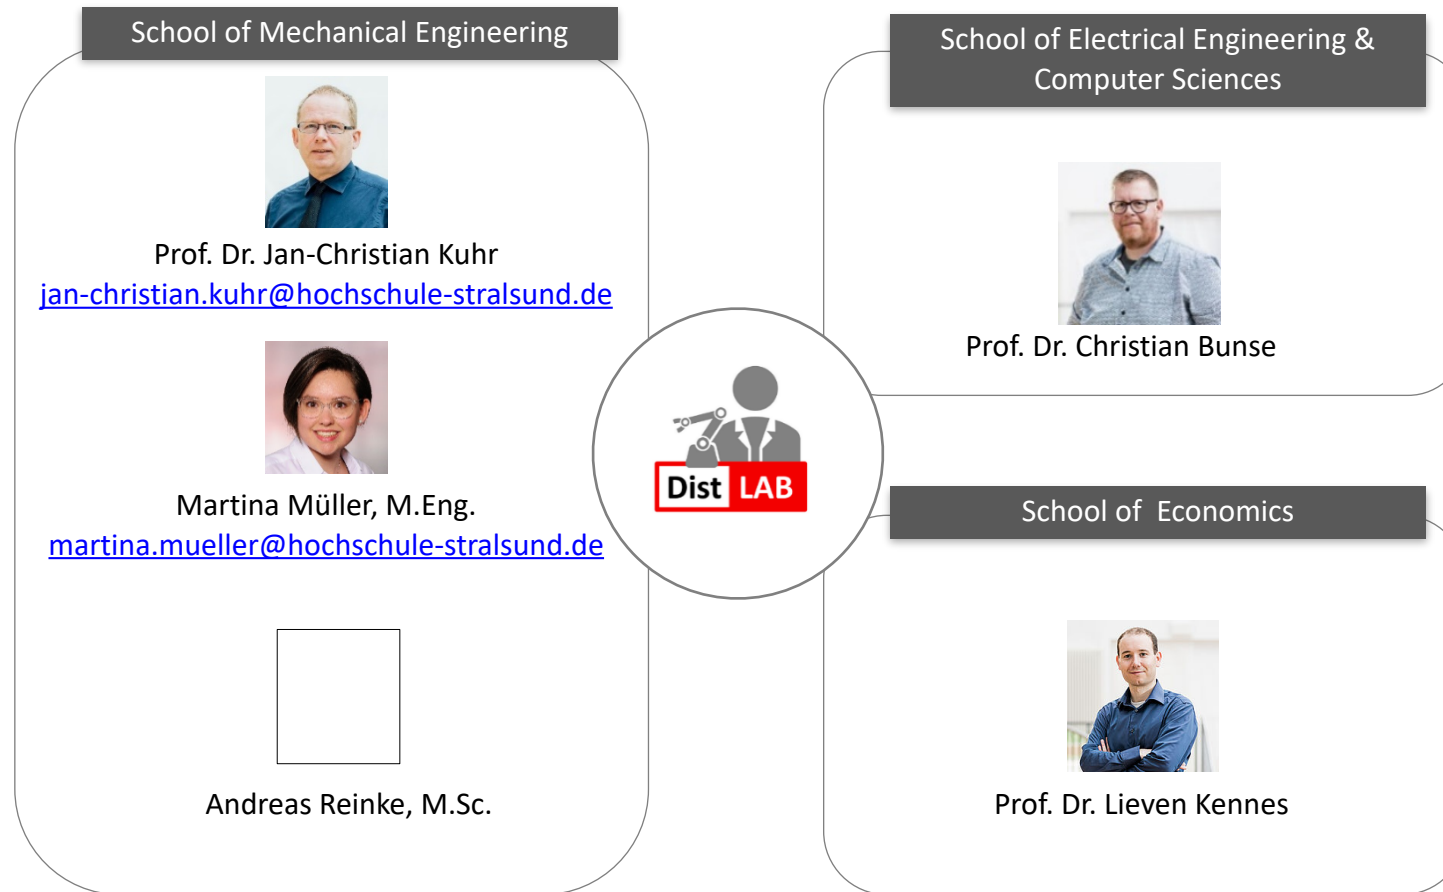 School of Mechanical Engineering
Prof. Dr. Jan-Christian Kuhr
jan-christian.kuhr@hochschule-stralsund.de
Martina Müller, M.Eng.
martina.mueller@hochschule-stralsund.de
Andreas Reinke, M.Sc.
Dist LAB
School of Electrical Engineering &
Computer Sciences
Prof. Dr. Christian Bunse
School of Economics
Prof. Dr. Lieven Kennes